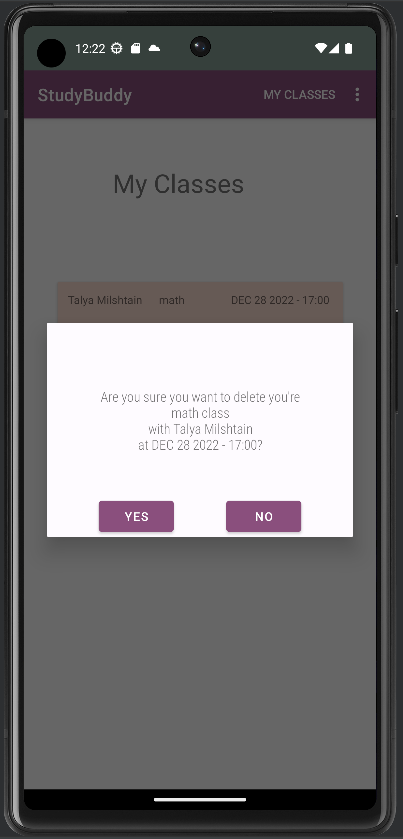 12:22
StudyBuddy MY CLASSES
My Classes
Talya Milshtain math DEC 28 2022 - 17:00
Are you sure you want to delete you're
math class
with Talya Milshtain
at DEC 28 2022 - 17:00?
YES NO